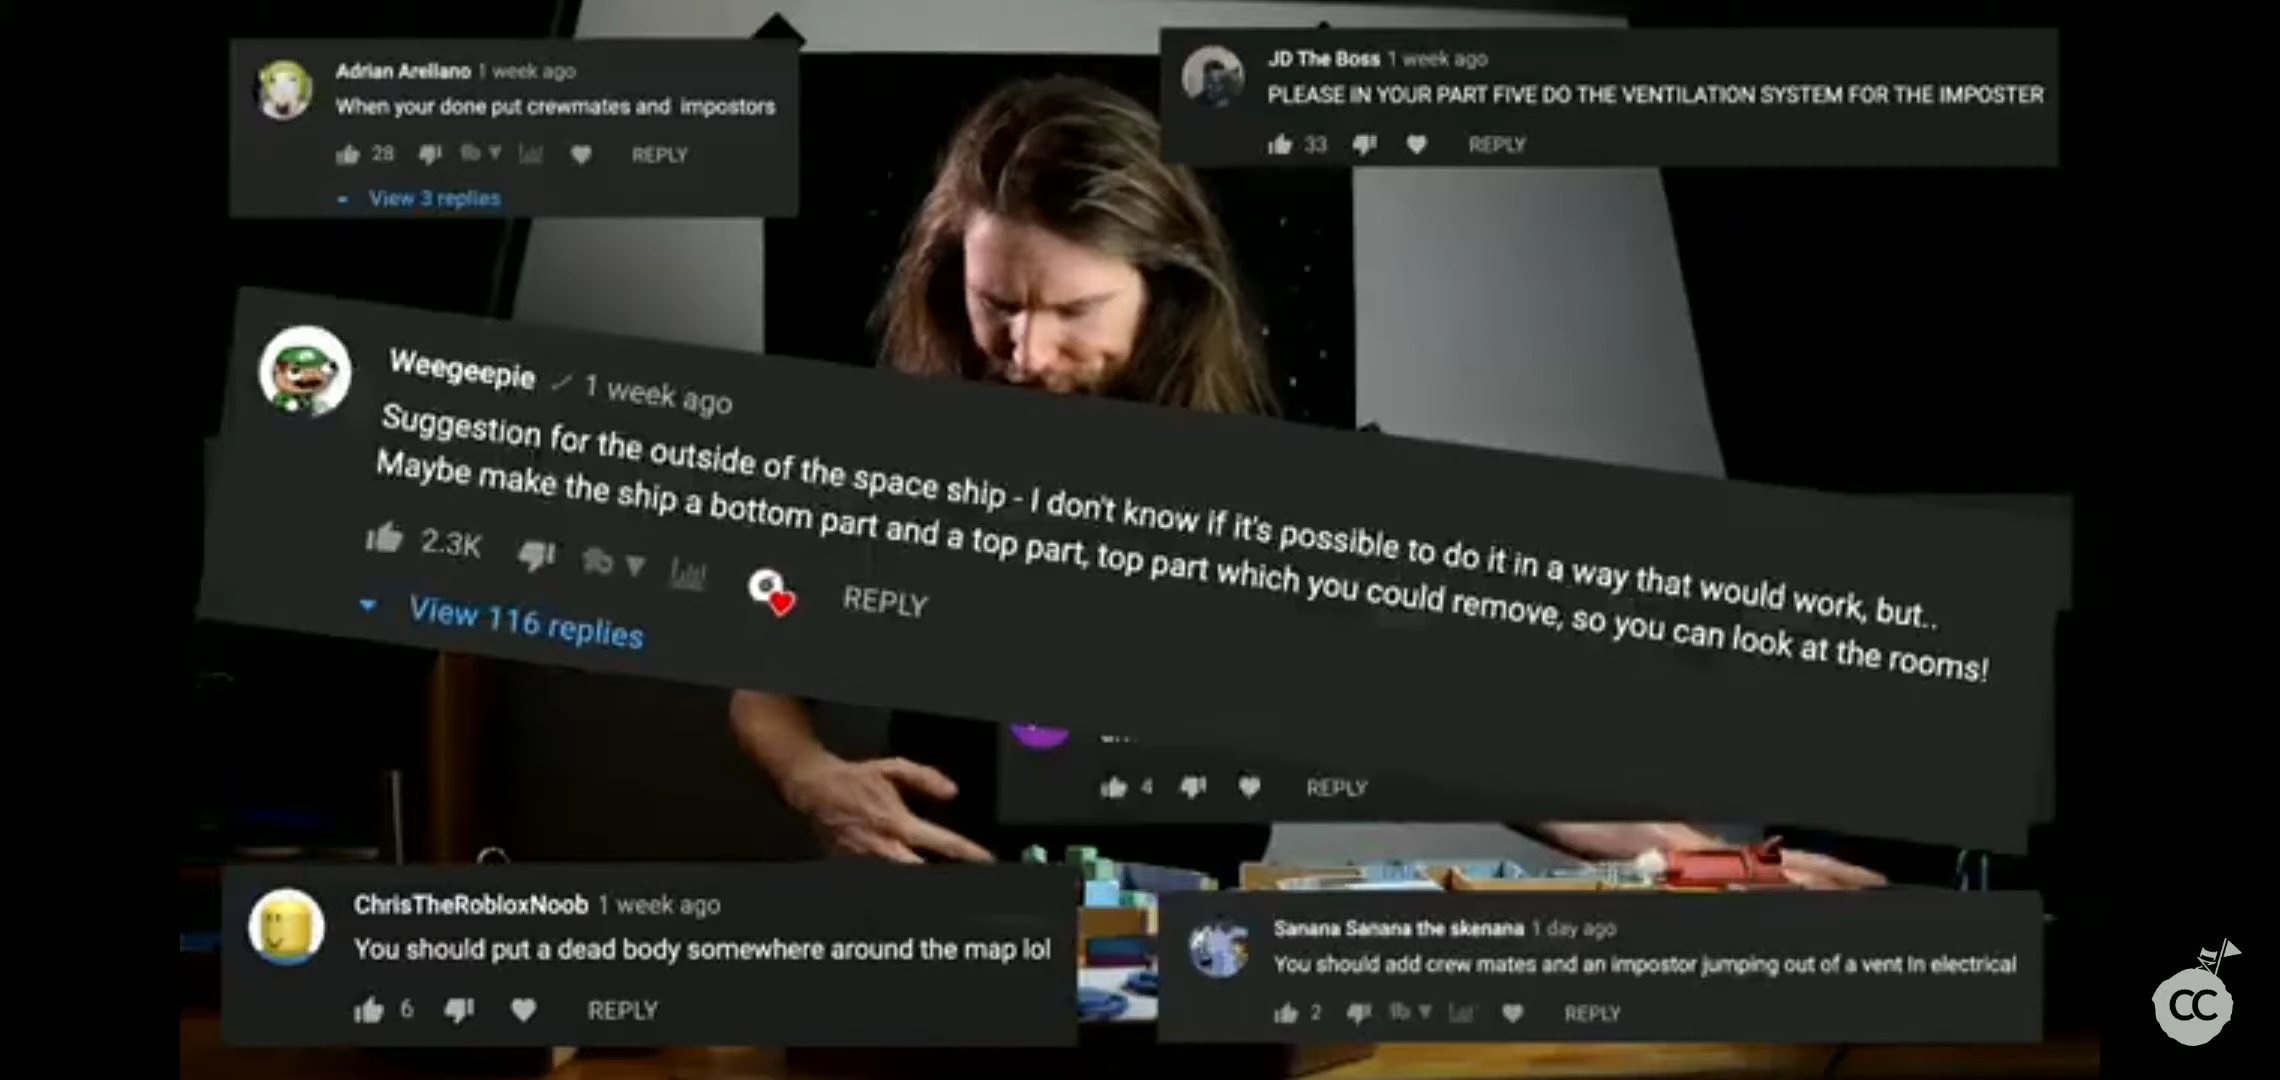 Adrian Arellano 1 week ago
When your done put crewmates and impostors
28 REPLY
View 3 replies
JD The Boss 1 week ago
PLEASE IN YOUR PART FIVE DO THE VENTILATION SYSTEM FOR THE IMPOSTER
33 REPLY
Weegeepie 1 week ago
Suggestion for the outside of the space ship - I don't know if it's possible to do it in a way that would work, but..
Maybe make the ship a bottom part and a top part, top part which you could remove, so you can look at the rooms!
2.3K REPLY
View 116 replies
4 REPLY
ChrisTheRobloxNoob 1 week ago
You should put a dead body somewhere around the map lol
6 REPLY
Sanana Sanana the skenana 1 day ago
You should add crew mates and an impostor jumping out of a vent In electrical
2 REPLY
CC